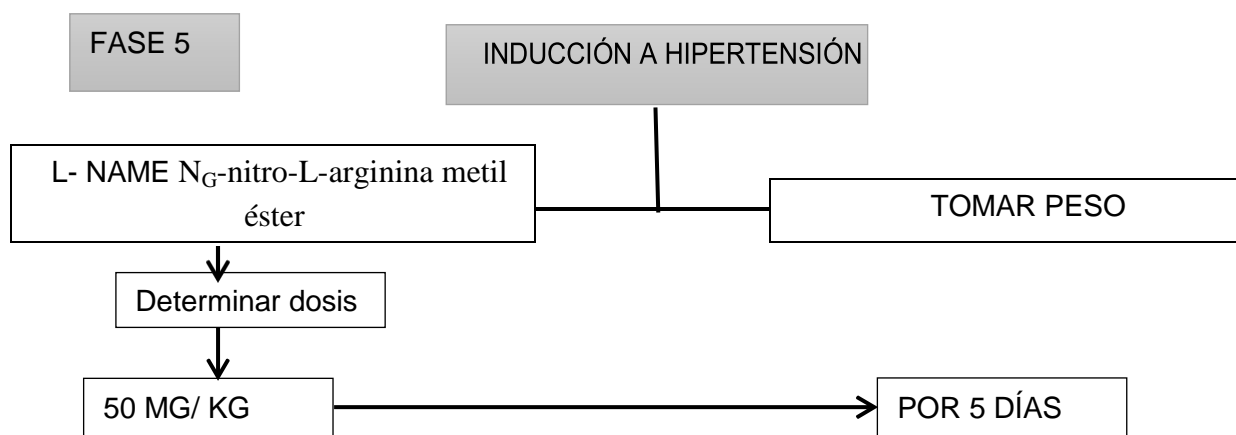 FASE 5
INDUCCIÓN A HIPERTENSIÓN
L- NAME NG-nitro-L-arginina metil
éster
TOMAR PESO
Determinar dosis
50 MG/ KG
POR 5 DÍAS